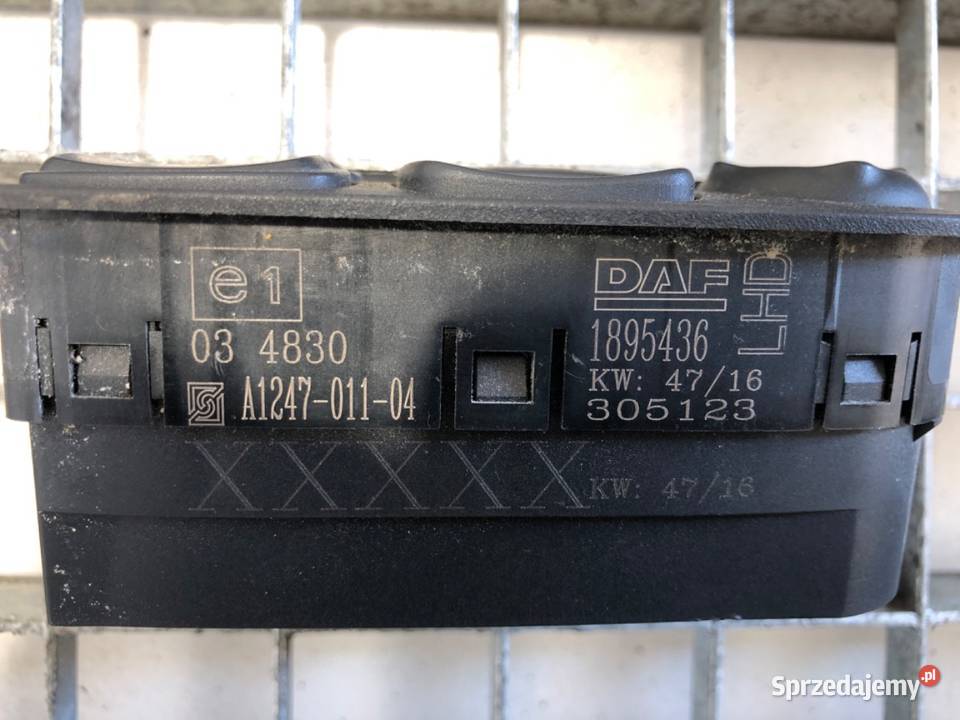 e1
03 4830
A1247-011-04
DAF
LHD
1895436
KW: 47/16
305123
XXXXX
KW: 47/16
Sprzedajemy.pl